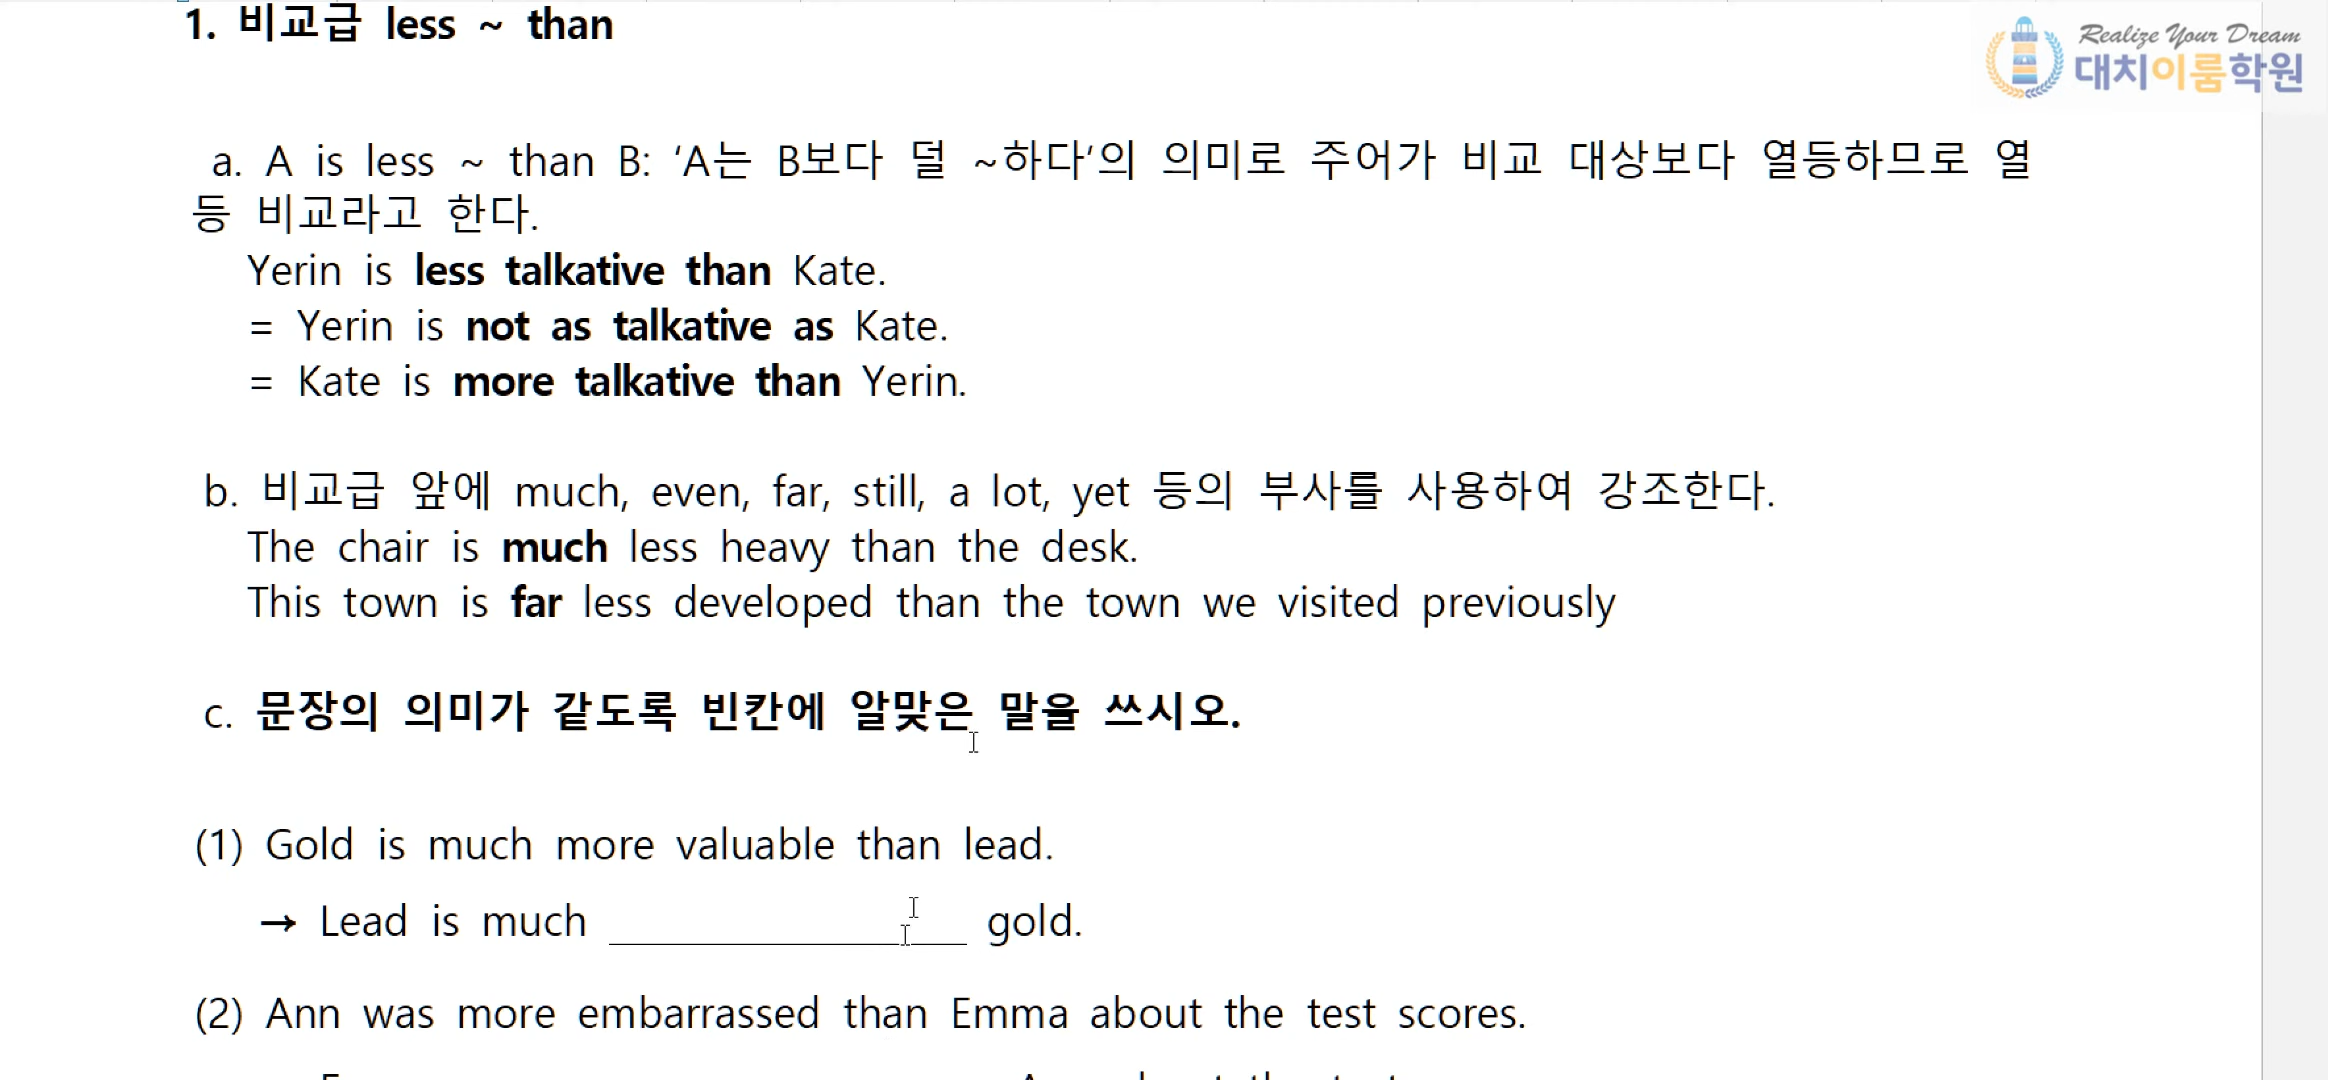 1. 비교급 less ~ than
Realize Your Dream
대치이룸학원
a. A is less ~ than B: ‘A는 B보다 덜 ~하다’의 의미로 주어가 비교 대상보다 열등하므로 열
등 비교라고 한다.
Yerin is less talkative than Kate.
= Yerin is not as talkative as Kate.
= Kate is more talkative than Yerin.
b. 비교급 앞에 much, even, far, still, a lot, yet 등의 부사를 사용하여 강조한다.
The chair is much less heavy than the desk.
This town is far less developed than the town we visited previously
c. 문장의 의미가 같도록 빈칸에 알맞은 말을 쓰시오.
(1) Gold is much more valuable than lead.
→ Lead is much ________________ gold.
(2) Ann was more embarrassed than Emma about the test scores.